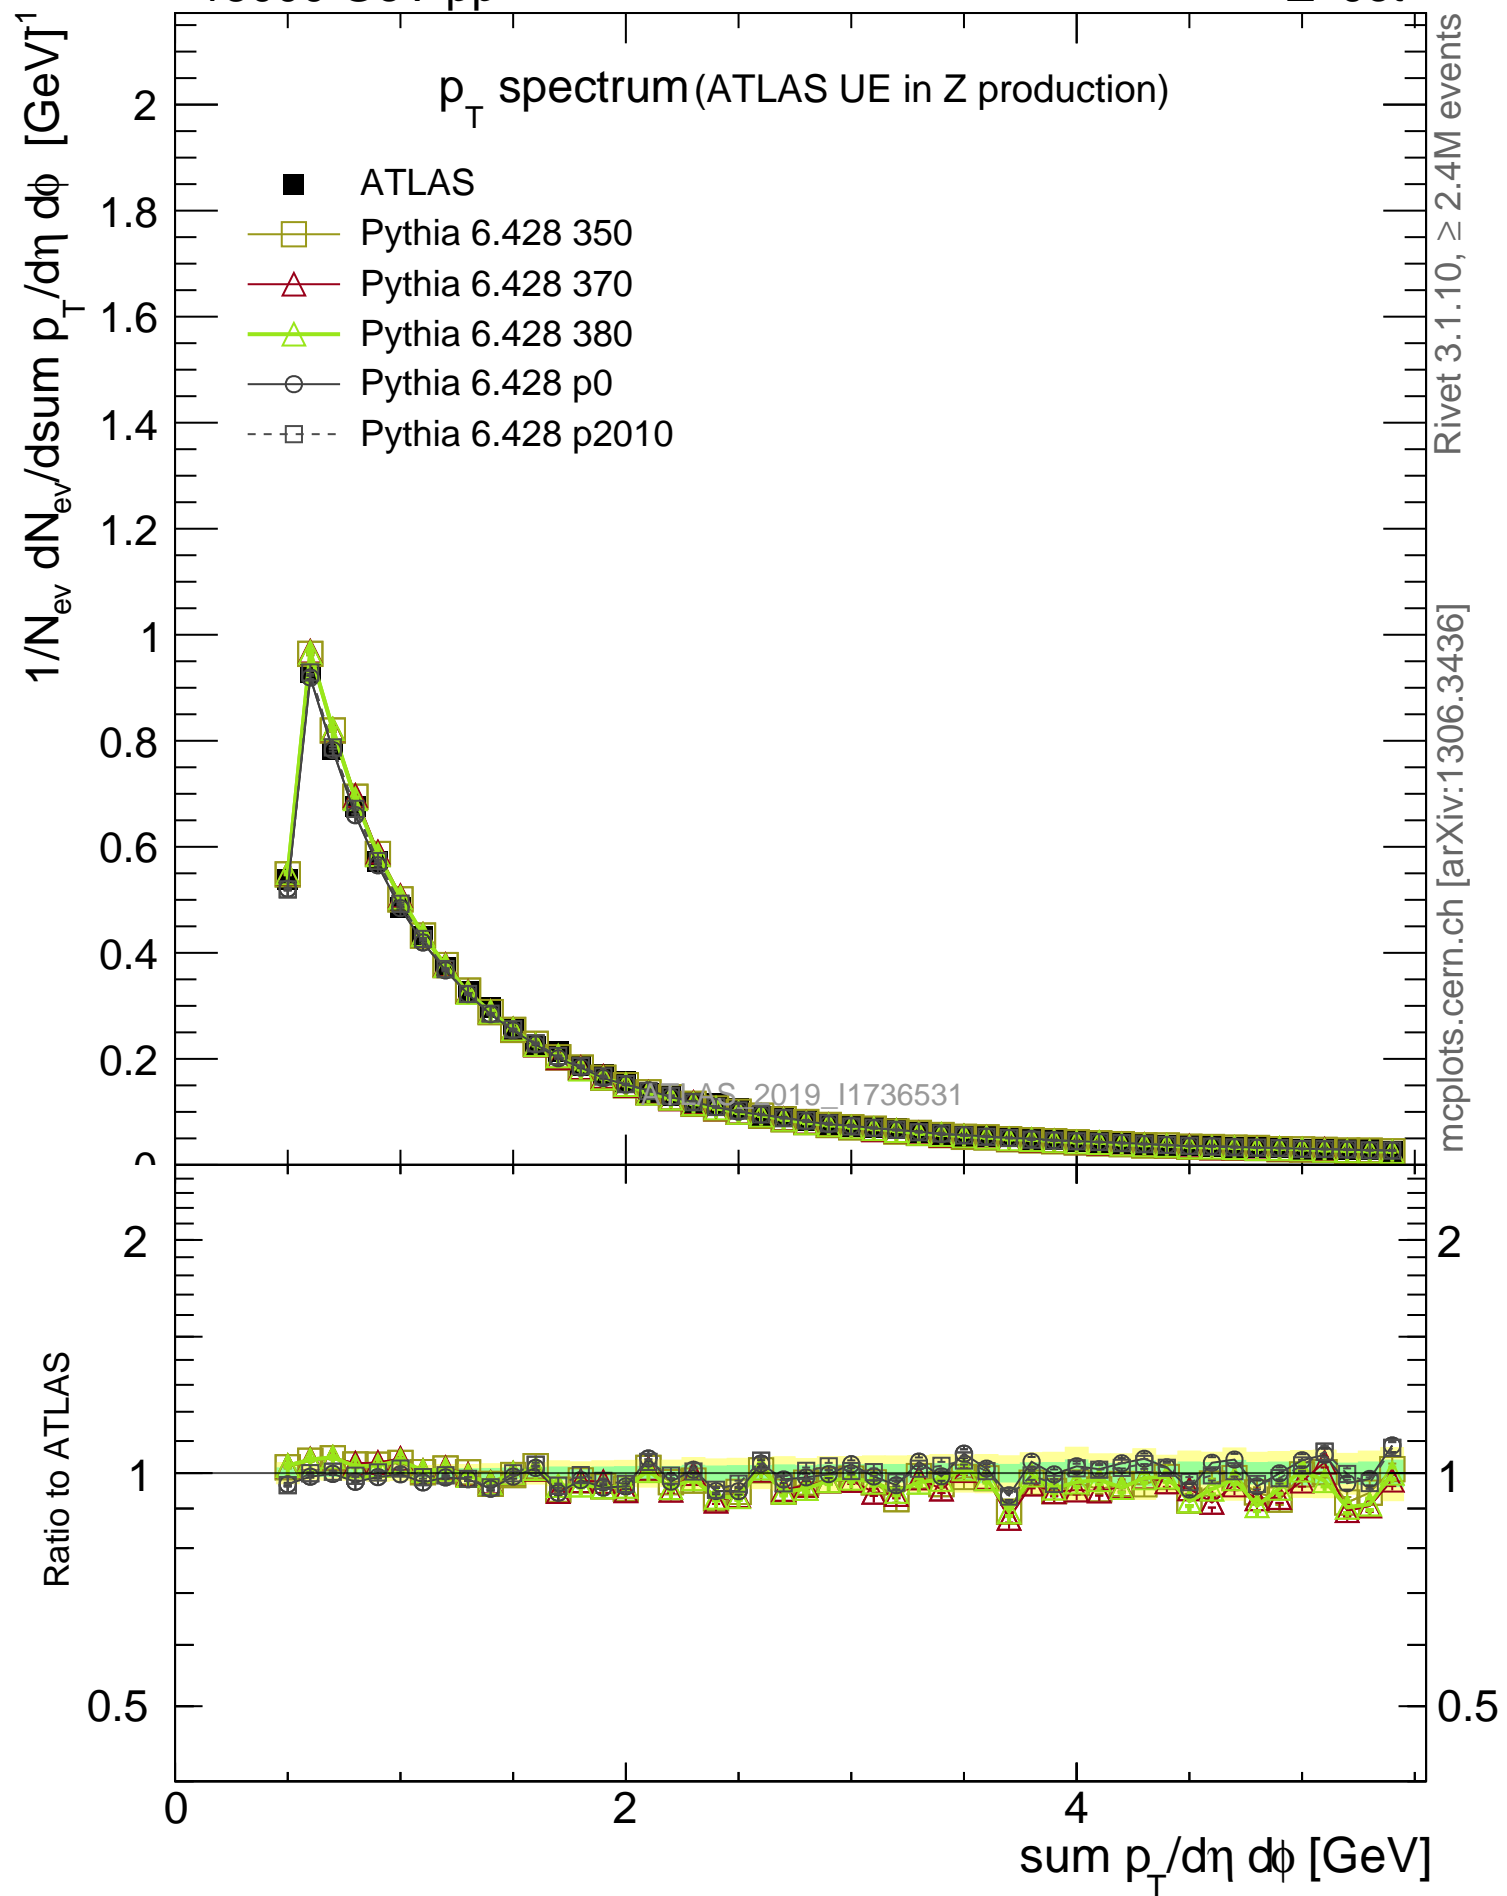 p_T spectrum (ATLAS UE in Z production)
ATLAS
Pythia 6.428 350
Pythia 6.428 370
Pythia 6.428 380
Pythia 6.428 p0
Pythia 6.428 p2010
1/N_ev dN_ev/dsum p_T/dη dϕ [GeV]^-1
2
1.8
1.6
1.4
1.2
1
0.8
0.6
0.4
0.2
0
ATLAS_2019_I1736531
Rivet 3.1.10, ≥ 2.4M events
mcplots.cern.ch [arXiv:1306.3436]
Ratio to ATLAS
2
1
0.5
2
1
0.5
0
2
4
sum p_T/dη dϕ [GeV]